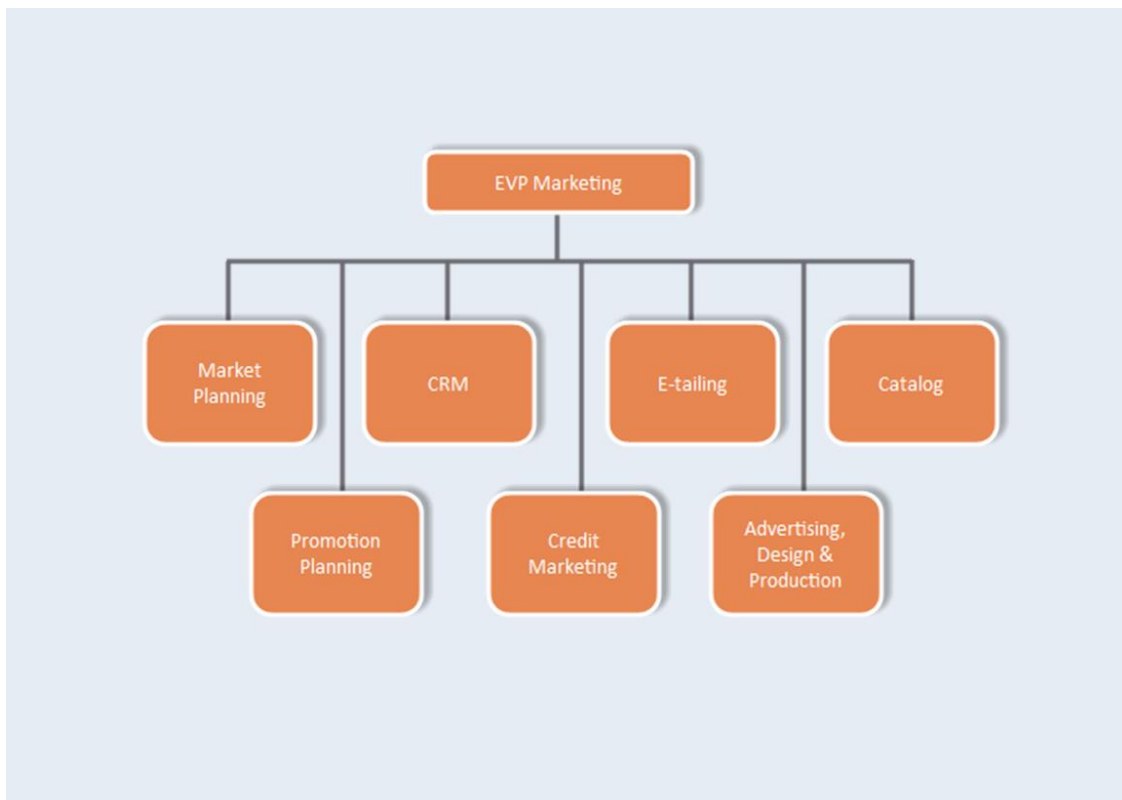 EVP Marketing
Market
Planning
CRM
E-tailing
Catalog
Promotion
Planning
Credit
Marketing
Advertising,
Design &
Production